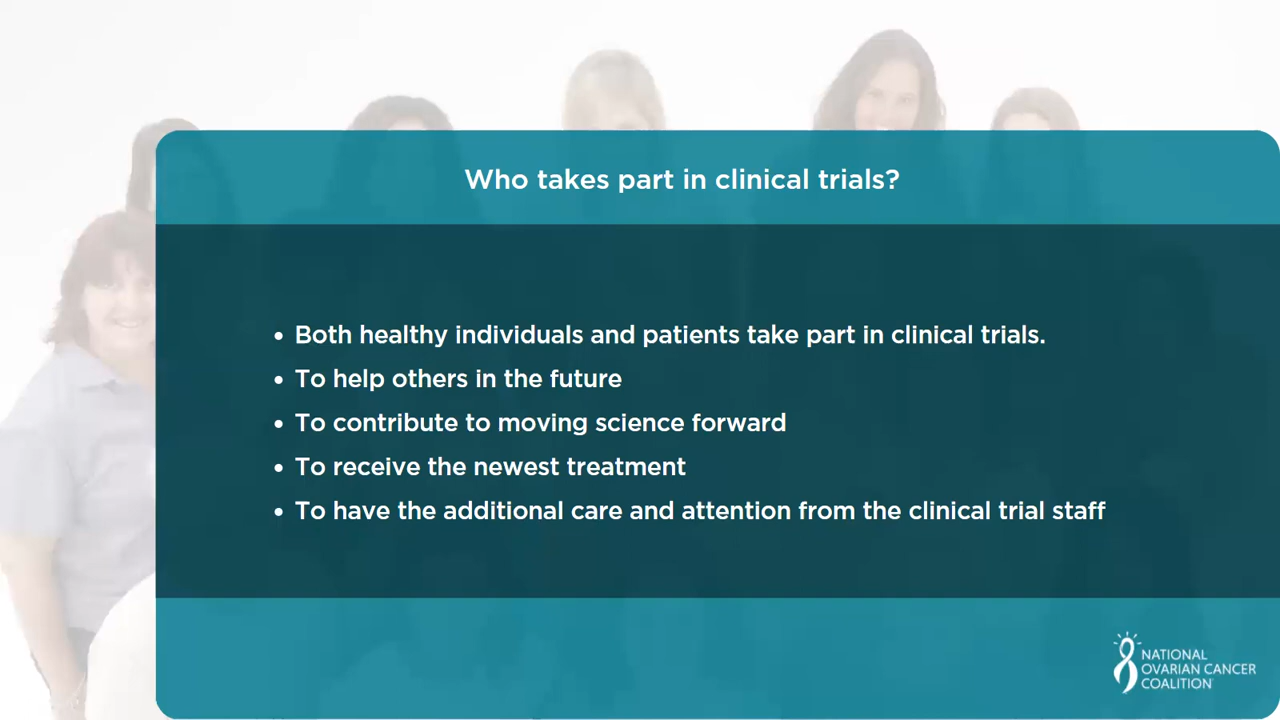 Who takes part in clinical trials?
• Both healthy individuals and patients take part in clinical trials.
• To help others in the future
• To contribute to moving science forward
• To receive the newest treatment
• To have the additional care and attention from the clinical trial staff
NATIONAL
OVARIAN CANCER
COALITION